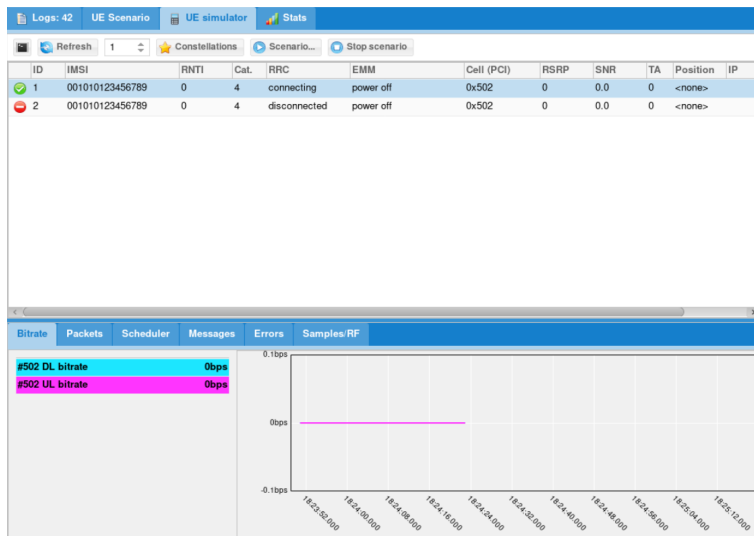 Logs: 42 UE Scenario UE simulator Stats
Refresh 1 Constellations Scenario... Stop scenario
ID IMSI RNTI Cat. RRC EMM Cell (PCI) RSRP SNR TA Position IP
1 001010123456789 0 4 connecting power off 0x502 0 0.0 0 <none>
2 001010123456789 0 4 disconnected power off 0x502 0 0.0 0 <none>
Bitrate Packets Scheduler Messages Errors Samples/RF
#502 DL bitrate 0bps
#502 UL bitrate 0bps
0.1bps
0bps
-0.1bps
18:23:52.000 18:24:00.000 18:24:08.000 18:24:16.000 18:24:24.000 18:24:32.000 18:24:40.000 18:24:48.000 18:24:56.000 18:25:04.000 18:25:12.000